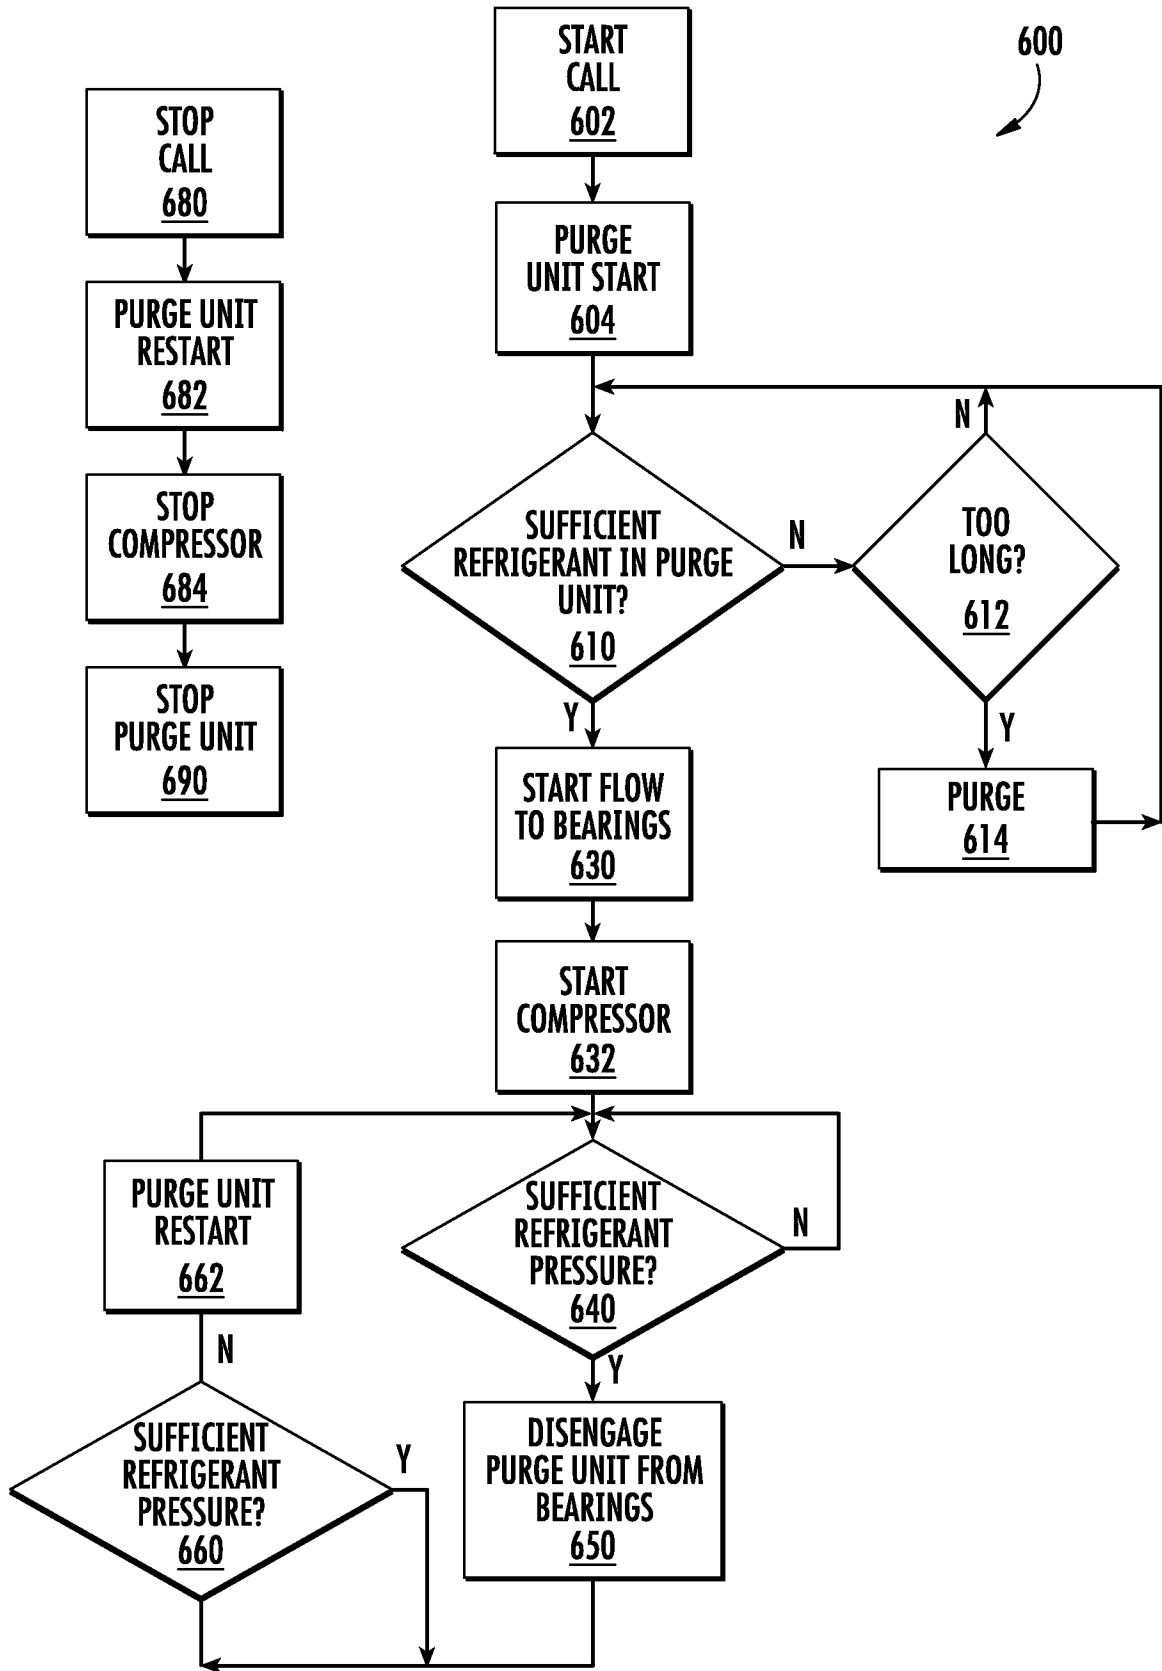 600
START
CALL
602
STOP
CALL
680
PURGE
UNIT START
604
PURGE UNIT
RESTART
682
N
STOP
COMPRESSOR
684
SUFFICIENT
REFRIGERANT IN PURGE
UNIT?
610
N
TOO
LONG?
612
STOP
PURGE UNIT
690
Y
Y
START FLOW
TO BEARINGS
630
PURGE
614
START
COMPRESSOR
632
PURGE UNIT
RESTART
662
SUFFICIENT
REFRIGERANT
PRESSURE?
640
N
N
Y
SUFFICIENT
REFRIGERANT
PRESSURE?
660
Y
DISENGAGE
PURGE UNIT FROM
BEARINGS
650